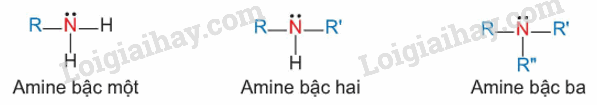 R–N̈–H
H
Amine bậc một
R–N̈–R'
H
Amine bậc hai
R–N̈–R'
R"
Amine bậc ba
Loigiaihay.com
Loigiaihay.com
Loigiaihay.com